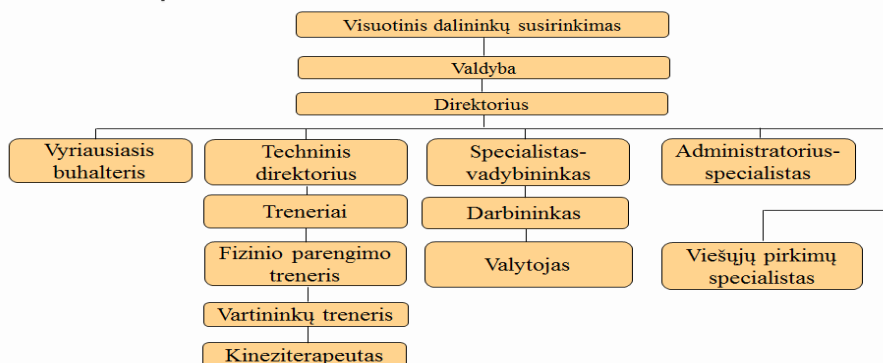 Visuotinis dalininkų susirinkimas
Valdyba
Direktorius
Vyriausiasis
buhalteris
Techninis
direktorius
Specialistas-
vadybininkas
Administratorius-
specialistas
Treneriai
Darbininkas
Fizinio parengimo
treneris
Valytojas
Viešųjų pirkimų
specialistas
Vartininkų treneris
Kineziterapeutas